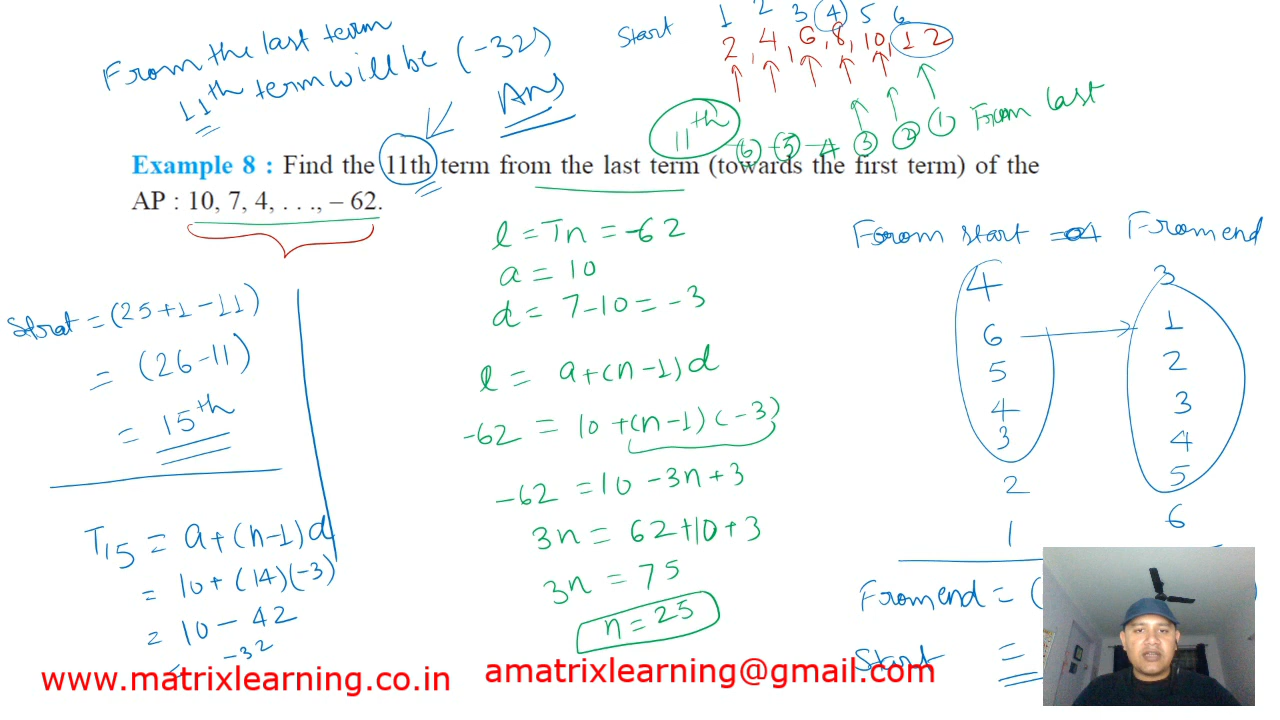 From the last term
11th term will be (-32)
Ans
Start
1 2 3 4 5 6
2, 4, 6, 8, 10, 12
11th
6 5 4 3 2 1 From last
Example 8 : Find the 11th term from the last term (towards the first term) of the
AP : 10, 7, 4, . . ., – 62.
l = Tn = -62
a = 10
d = 7-10 = -3
l = a+(n-1)d
-62 = 10 +(n-1)(-3)
-62 = 10 -3n+3
3n = 62+10+3
3n = 75
n = 25
= (25+1-11)
= (26-11)
= 15th
T15 = a+(n-1)d
= 10+(14)(-3)
= 10-42
-32
From start = 4 From end
4 3
6 1
5 2
4 3
3 4
2 5
1 6
From end = (
Start =
www.matrixlearning.co.in
amatrixlearning@gmail.com